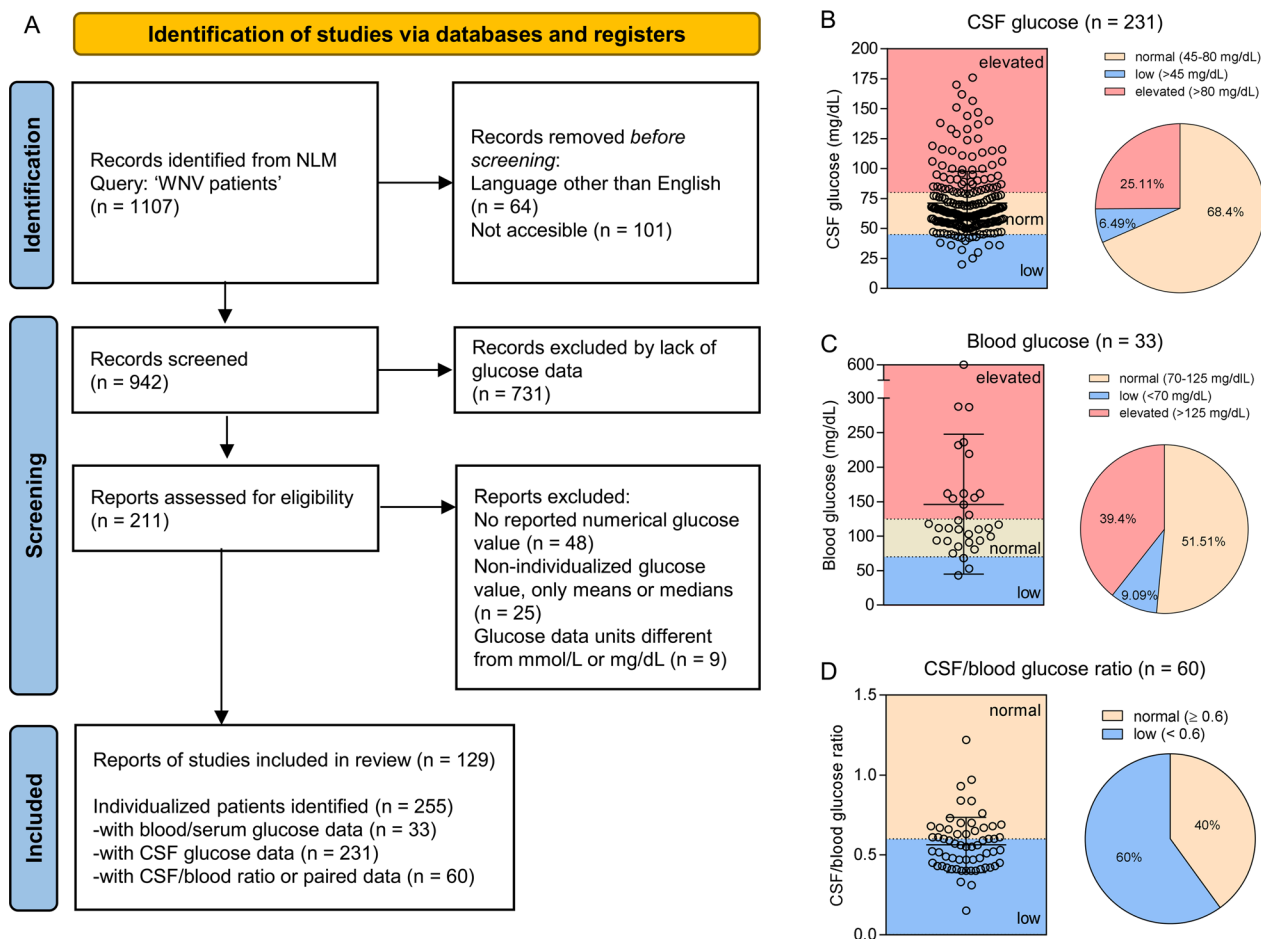 A
Identification of studies via databases and registers
Identification
Records identified from NLM
Query: ‘WNV patients’
(n = 1107)
Records removed before
screening:
Language other than English
(n = 64)
Not accesible (n = 101)
Screening
Records screened
(n = 942)
Records excluded by lack of
glucose data
(n = 731)
Reports assessed for eligibility
(n = 211)
Reports excluded:
No reported numerical glucose
value (n = 48)
Non-individualized glucose
value, only means or medians
(n = 25)
Glucose data units different
from mmol/L or mg/dL (n = 9)
Included
Reports of studies included in review (n = 129)
Individualized patients identified (n = 255)
-with blood/serum glucose data (n = 33)
-with CSF glucose data (n = 231)
-with CSF/blood ratio or paired data (n = 60)
B
CSF glucose (n = 231)
CSF glucose (mg/dL)
200
175
150
125
100
75
50
25
0
elevated
norm
low
normal (45-80 mg/dL)
low (>45 mg/dL)
elevated (>80 mg/dL)
25.11%
6.49%
68.4%
C
Blood glucose (n = 33)
Blood glucose (mg/dL)
600
300
250
200
150
100
50
0
elevated
normal
low
normal (70-125 mg/dlL)
low (<70 mg/dL)
elevated (>125 mg/dL)
39.4%
9.09%
51.51%
D
CSF/blood glucose ratio (n = 60)
CSF/blood glucose ratio
1.5
1.0
0.5
0.0
normal
low
normal (≥ 0.6)
low (< 0.6)
40%
60%